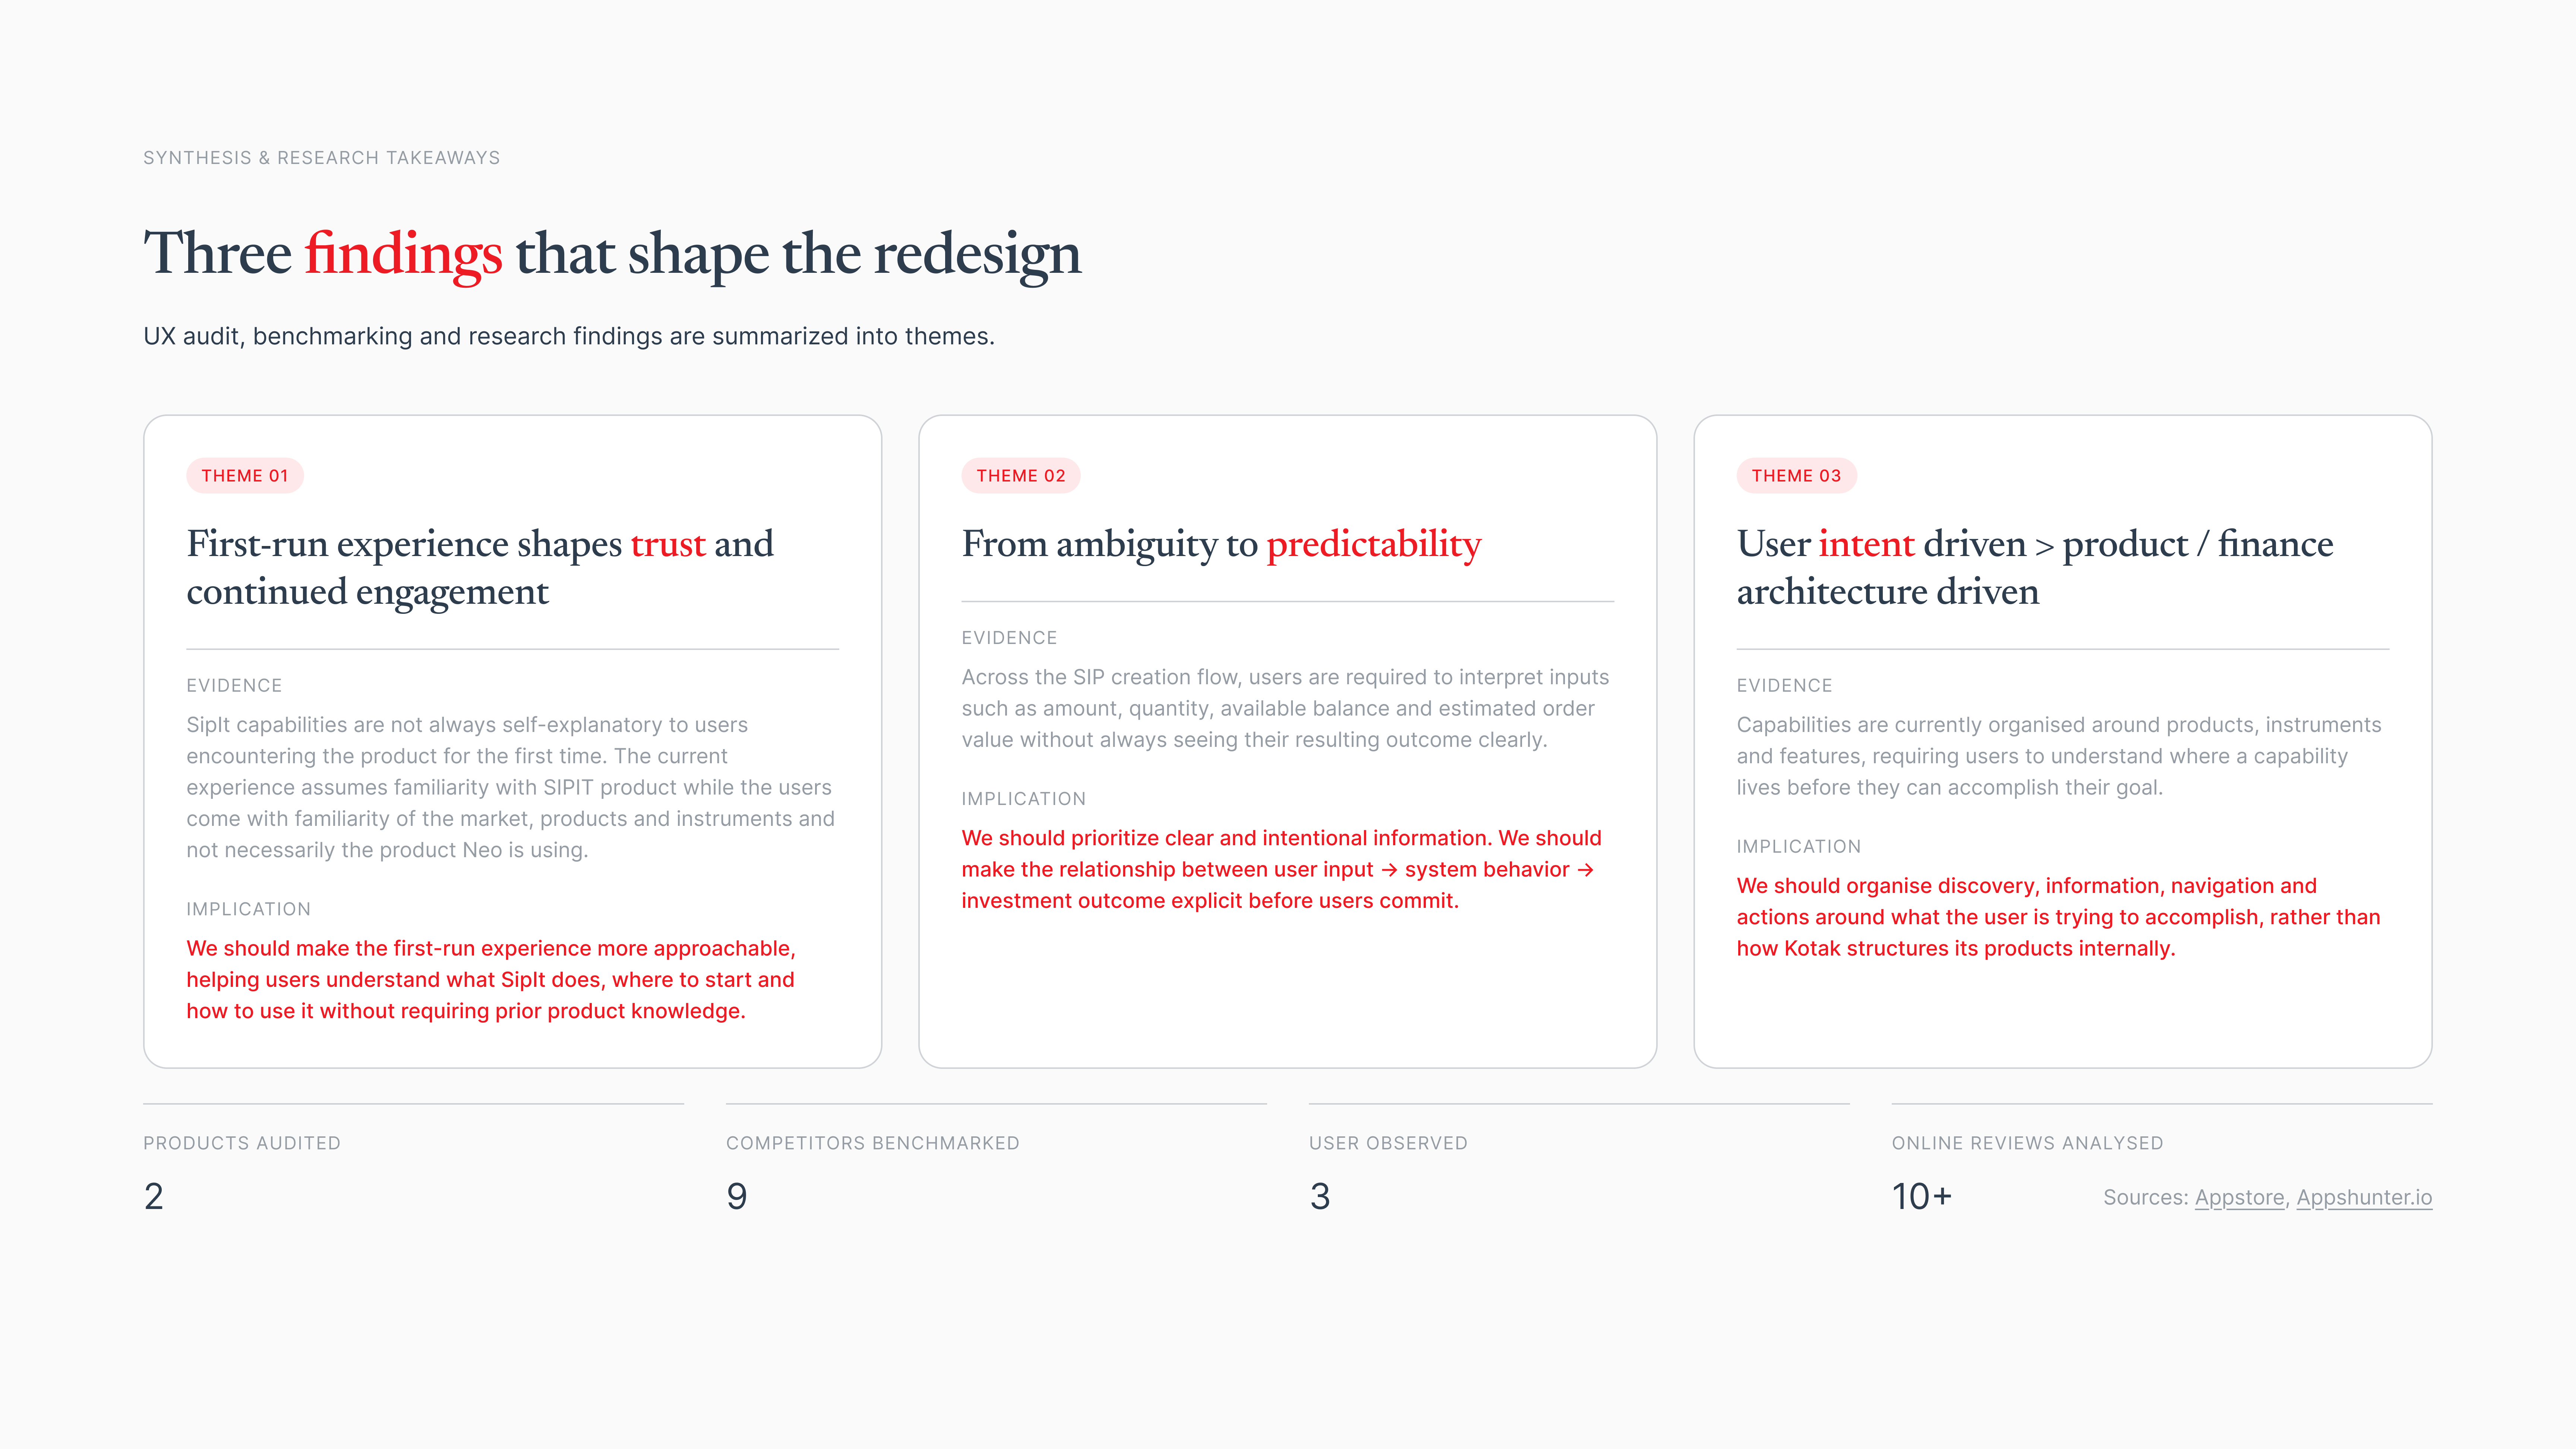 SYNTHESIS & RESEARCH TAKEAWAYS
Three findings that shape the redesign
UX audit, benchmarking and research findings are summarized into themes.
THEME 01
First-run experience shapes trust and
continued engagement
EVIDENCE
SipIt capabilities are not always self-explanatory to users
encountering the product for the first time. The current
experience assumes familiarity with SIPIT product while the users
come with familiarity of the market, products and instruments and
not necessarily the product Neo is using.
IMPLICATION
We should make the first-run experience more approachable,
helping users understand what SipIt does, where to start and
how to use it without requiring prior product knowledge.
THEME 02
From ambiguity to predictability
EVIDENCE
Across the SIP creation flow, users are required to interpret inputs
such as amount, quantity, available balance and estimated order
value without always seeing their resulting outcome clearly.
IMPLICATION
We should prioritize clear and intentional information. We should
make the relationship between user input → system behavior →
investment outcome explicit before users commit.
THEME 03
User intent driven > product / finance
architecture driven
EVIDENCE
Capabilities are currently organised around products, instruments
and features, requiring users to understand where a capability
lives before they can accomplish their goal.
IMPLICATION
We should organise discovery, information, navigation and
actions around what the user is trying to accomplish, rather than
how Kotak structures its products internally.
PRODUCTS AUDITED
2
COMPETITORS BENCHMARKED
9
USER OBSERVED
3
ONLINE REVIEWS ANALYSED
10+
Sources: Appstore, Appshunter.io